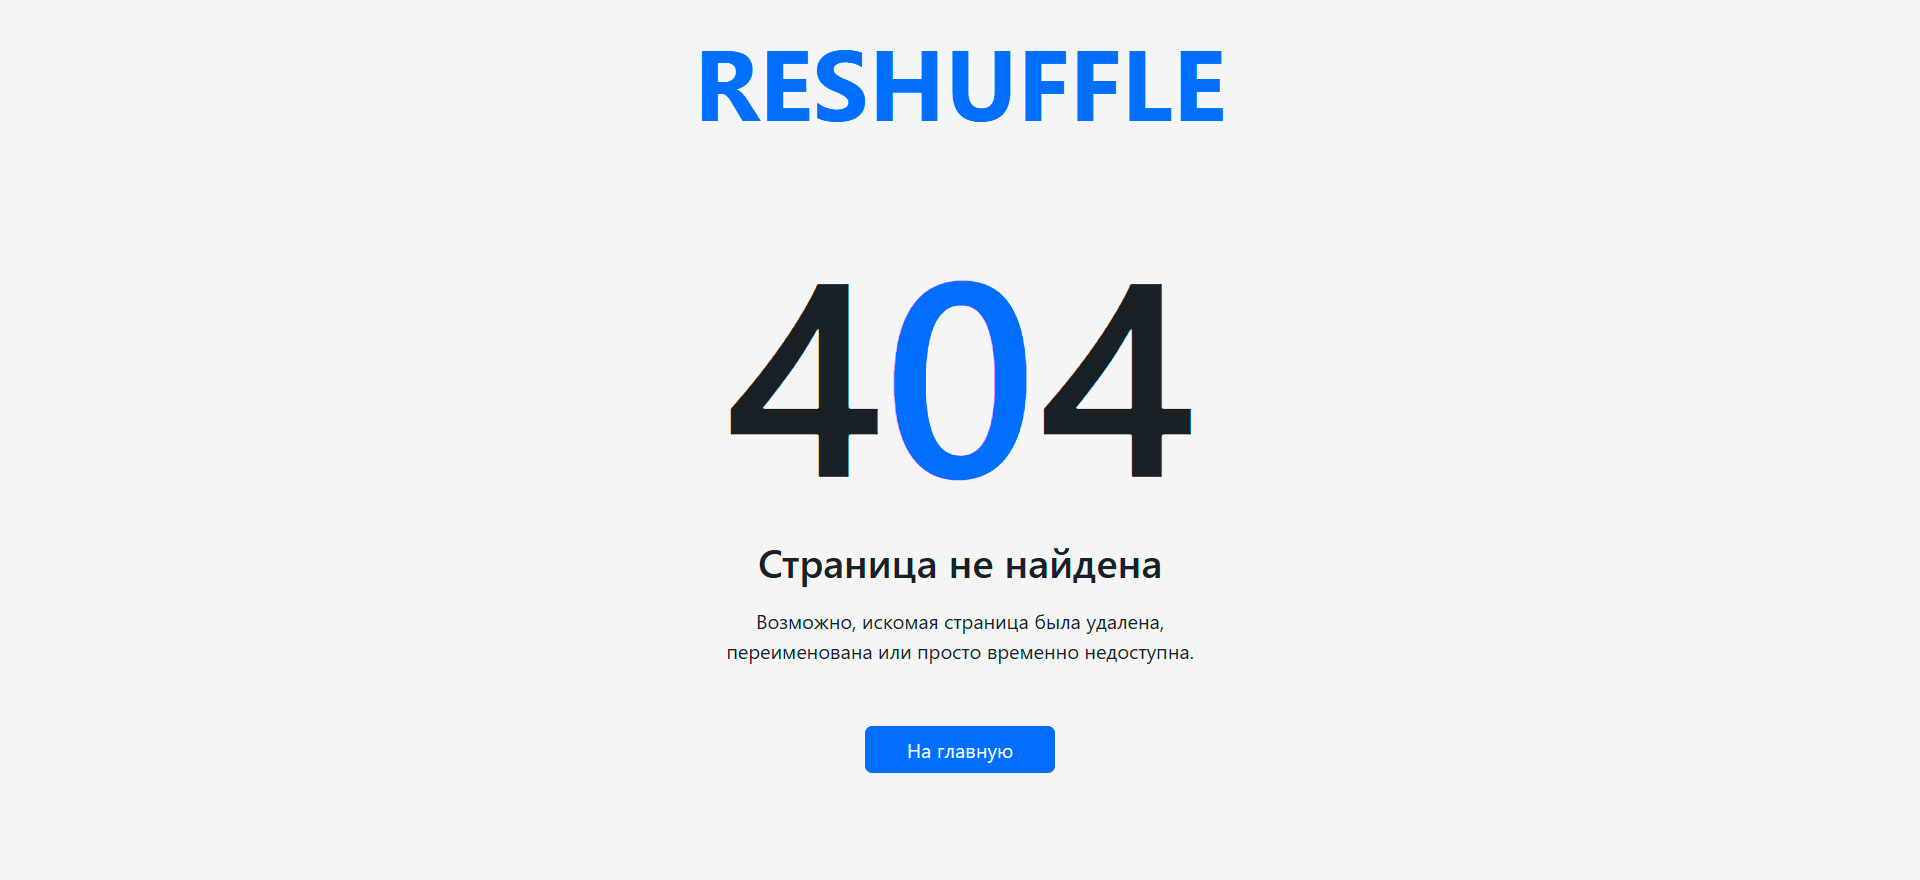 RESHUFFLE
404
Страница не найдена
Возможно, искомая страница была удалена,
переименована или просто временно недоступна.
На главную